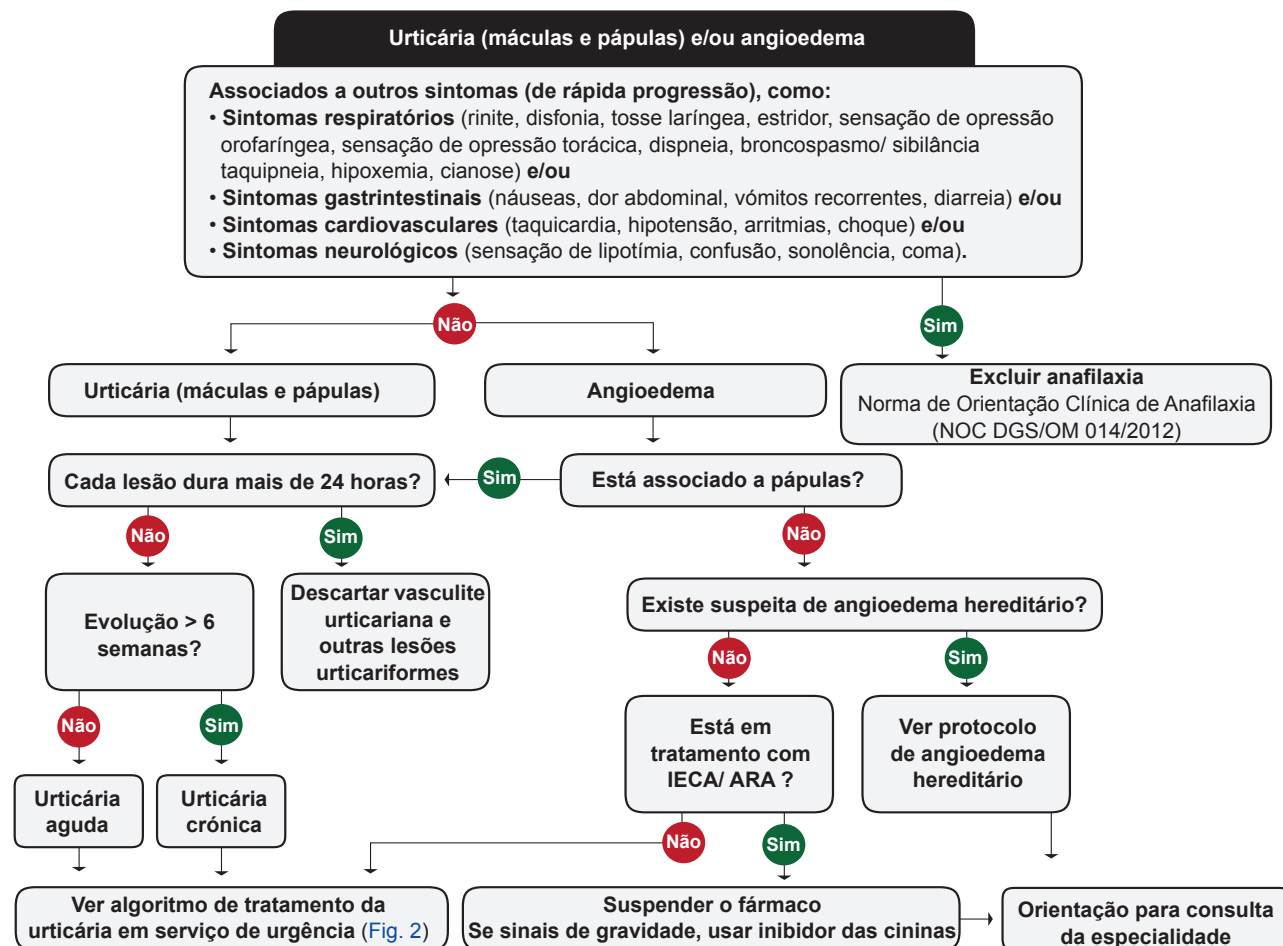 Urticária (máculas e pápulas) e/ou angioedema
Associados a outros sintomas (de rápida progressão), como:
• Sintomas respiratórios (rinite, disfonia, tosse laríngea, estridor, sensação de opressão
orofaríngea, sensação de opressão torácica, dispneia, broncospasmo/ sibilância
taquipneia, hipoxemia, cianose) e/ou
• Sintomas gastrintestinais (náuseas, dor abdominal, vómitos recorrentes, diarreia) e/ou
• Sintomas cardiovasculares (taquicardia, hipotensão, arritmias, choque) e/ou
• Sintomas neurológicos (sensação de lipotímia, confusão, sonolência, coma).
Não
Sim
Urticária (máculas e pápulas)
Angioedema
Excluir anafilaxia
Norma de Orientação Clínica de Anafilaxia
(NOC DGS/OM 014/2012)
Cada lesão dura mais de 24 horas?
Sim
Está associado a pápulas?
Não
Sim
Não
Evolução > 6
semanas?
Descartar vasculite
urticariana e
outras lesões
urticariformes
Existe suspeita de angioedema hereditário?
Não
Sim
Não
Sim
Está em
tratamento com
IECA/ ARA ?
Ver protocolo
de angioedema
hereditário
Urticária
aguda
Urticária
crónica
Não
Sim
Ver algoritmo de tratamento da
urticária em serviço de urgência (Fig. 2)
Suspender o fármaco
Se sinais de gravidade, usar inibidor das cininas
Orientação para consulta
da especialidade